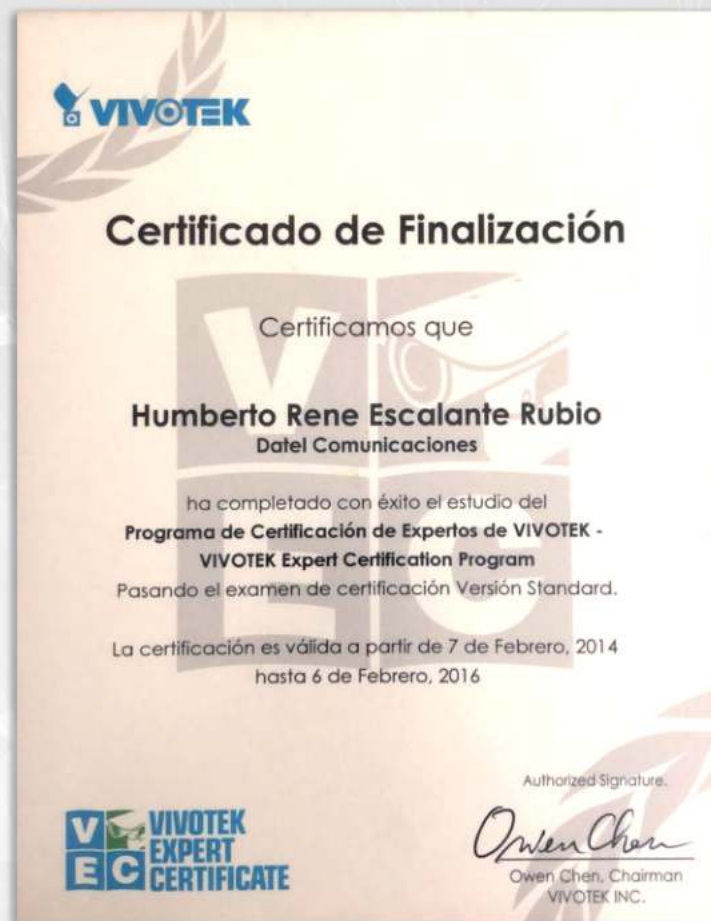 VIVOTEK
Certificado de Finalización
Certificamos que
Humberto Rene Escalante Rubio
Datel Comunicaciones
ha completado con éxito el estudio del
Programa de Certificación de Expertos de VIVOTEK -
VIVOTEK Expert Certification Program
Pasando el examen de certificación Versión Standard.
La certificación es válida a partir de 7 de Febrero, 2014
hasta 6 de Febrero, 2016
Authorized Signature.
Owen Chen
Owen Chen, Chairman
VIVOTEK INC.
V
E C
VIVOTEK
EXPERT
CERTIFICATE